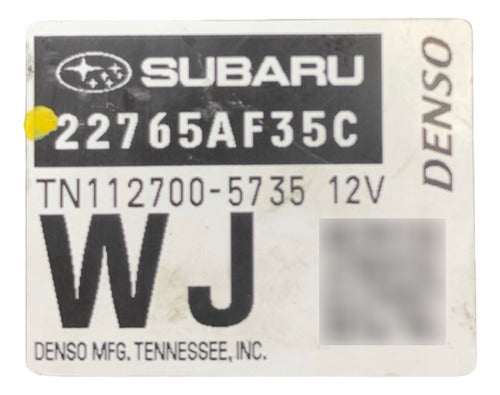 SUBARU
22765AF35C
DENSO
TN112700-5735 12V
WJ
DENSO MFG. TENNESSEE, INC.